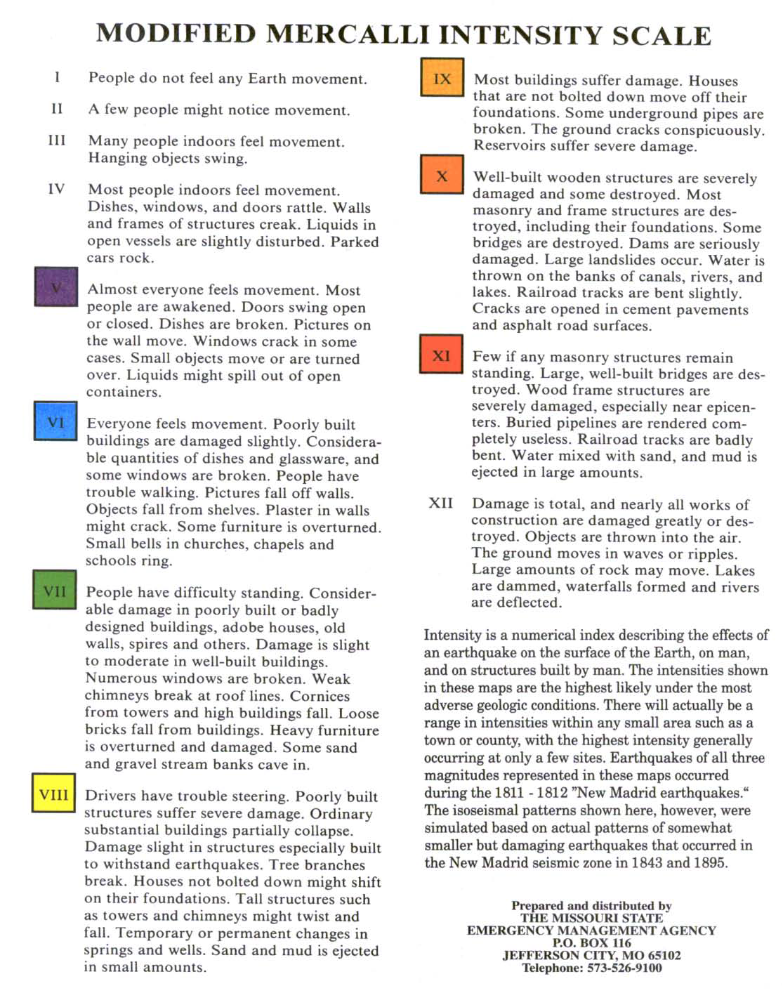 MODIFIED MERCALLI INTENSITY SCALE
I People do not feel any Earth movement.
II A few people might notice movement.
III Many people indoors feel movement.
Hanging objects swing.
IV Most people indoors feel movement.
Dishes, windows, and doors rattle. Walls
and frames of structures creak. Liquids in
open vessels are slightly disturbed. Parked
cars rock.
V Almost everyone feels movement. Most
people are awakened. Doors swing open
or closed. Dishes are broken. Pictures on
the wall move. Windows crack in some
cases. Small objects move or are turned
over. Liquids might spill out of open
containers.
VI Everyone feels movement. Poorly built
buildings are damaged slightly. Considera-
ble quantities of dishes and glassware, and
some windows are broken. People have
trouble walking. Pictures fall off walls.
Objects fall from shelves. Plaster in walls
might crack. Some furniture is overturned.
Small bells in churches, chapels and
schools ring.
VII People have difficulty standing. Consider-
able damage in poorly built or badly
designed buildings, adobe houses, old
walls, spires and others. Damage is slight
to moderate in well-built buildings.
Numerous windows are broken. Weak
chimneys break at roof lines. Cornices
from towers and high buildings fall. Loose
bricks fall from buildings. Heavy furniture
is overturned and damaged. Some sand
and gravel stream banks cave in.
VIII Drivers have trouble steering. Poorly built
structures suffer severe damage. Ordinary
substantial buildings partially collapse.
Damage slight in structures especially built
to withstand earthquakes. Tree branches
break. Houses not bolted down might shift
on their foundations. Tall structures such
as towers and chimneys might twist and
fall. Temporary or permanent changes in
springs and wells. Sand and mud is ejected
in small amounts.
IX Most buildings suffer damage. Houses
that are not bolted down move off their
foundations. Some underground pipes are
broken. The ground cracks conspicuously.
Reservoirs suffer severe damage.
X Well-built wooden structures are severely
damaged and some destroyed. Most
masonry and frame structures are des-
troyed, including their foundations. Some
bridges are destroyed. Dams are seriously
damaged. Large landslides occur. Water is
thrown on the banks of canals, rivers, and
lakes. Railroad tracks are bent slightly.
Cracks are opened in cement pavements
and asphalt road surfaces.
XI Few if any masonry structures remain
standing. Large, well-built bridges are des-
troyed. Wood frame structures are
severely damaged, especially near epicen-
ters. Buried pipelines are rendered com-
pletely useless. Railroad tracks are badly
bent. Water mixed with sand, and mud is
ejected in large amounts.
XII Damage is total, and nearly all works of
construction are damaged greatly or des-
troyed. Objects are thrown into the air.
The ground moves in waves or ripples.
Large amounts of rock may move. Lakes
are dammed, waterfalls formed and rivers
are deflected.
Intensity is a numerical index describing the effects of
an earthquake on the surface of the Earth, on man,
and on structures built by man. The intensities shown
in these maps are the highest likely under the most
adverse geologic conditions. There will actually be a
range in intensities within any small area such as a
town or county, with the highest intensity generally
occurring at only a few sites. Earthquakes of all three
magnitudes represented in these maps occurred
during the 1811 - 1812 ”New Madrid earthquakes.“
The isoseismal patterns shown here, however, were
simulated based on actual patterns of somewhat
smaller but damaging earthquakes that occurred in
the New Madrid seismic zone in 1843 and 1895.
Prepared and distributed by
THE MISSOURI STATE
EMERGENCY MANAGEMENT AGENCY
P.O. BOX 116
JEFFERSON CITY, MO 65102
Telephone: 573-526-9100